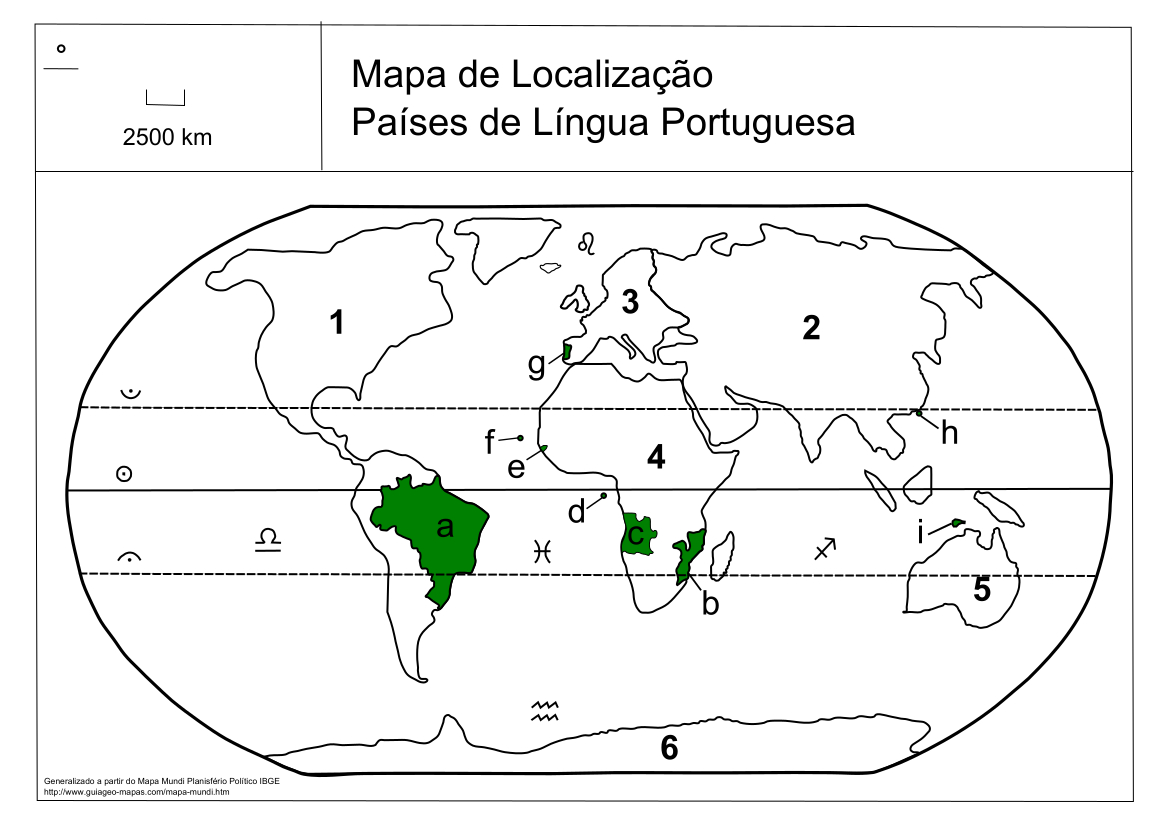 °
2500 km
Mapa de Localização
Países de Língua Portuguesa
♌
3
1
2
g
f
h
e
4
d
a
c
i
♎
♓
♐
5
b
♒
6
Generalizado a partir do Mapa Mundi Planisfério Político IBGE
http://www.guiageo-mapas.com/mapa-mundi.htm